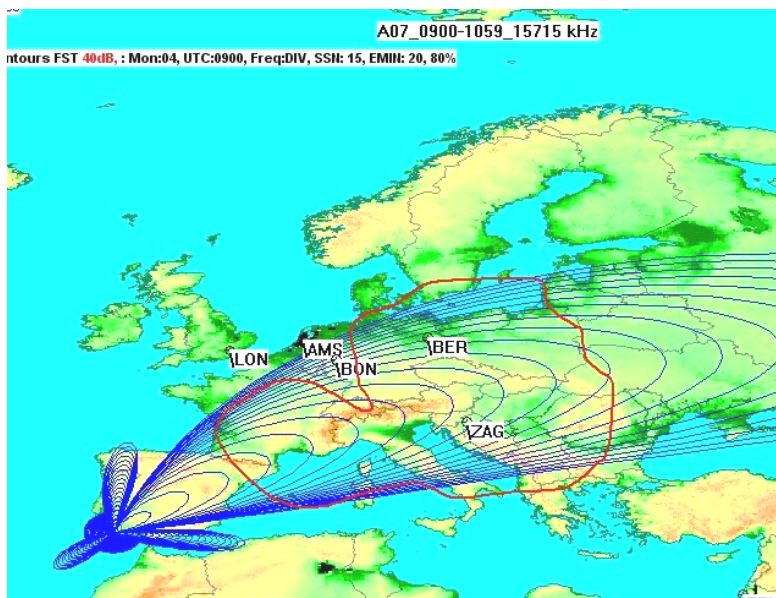 A07_0900-1059_15715 kHz
ntours FST 40dB, : Mon:04, UTC:0900, Freq:DIV, SSN: 15, EMIN: 20, 80%
LON
AMS
BON
BER
ZAG